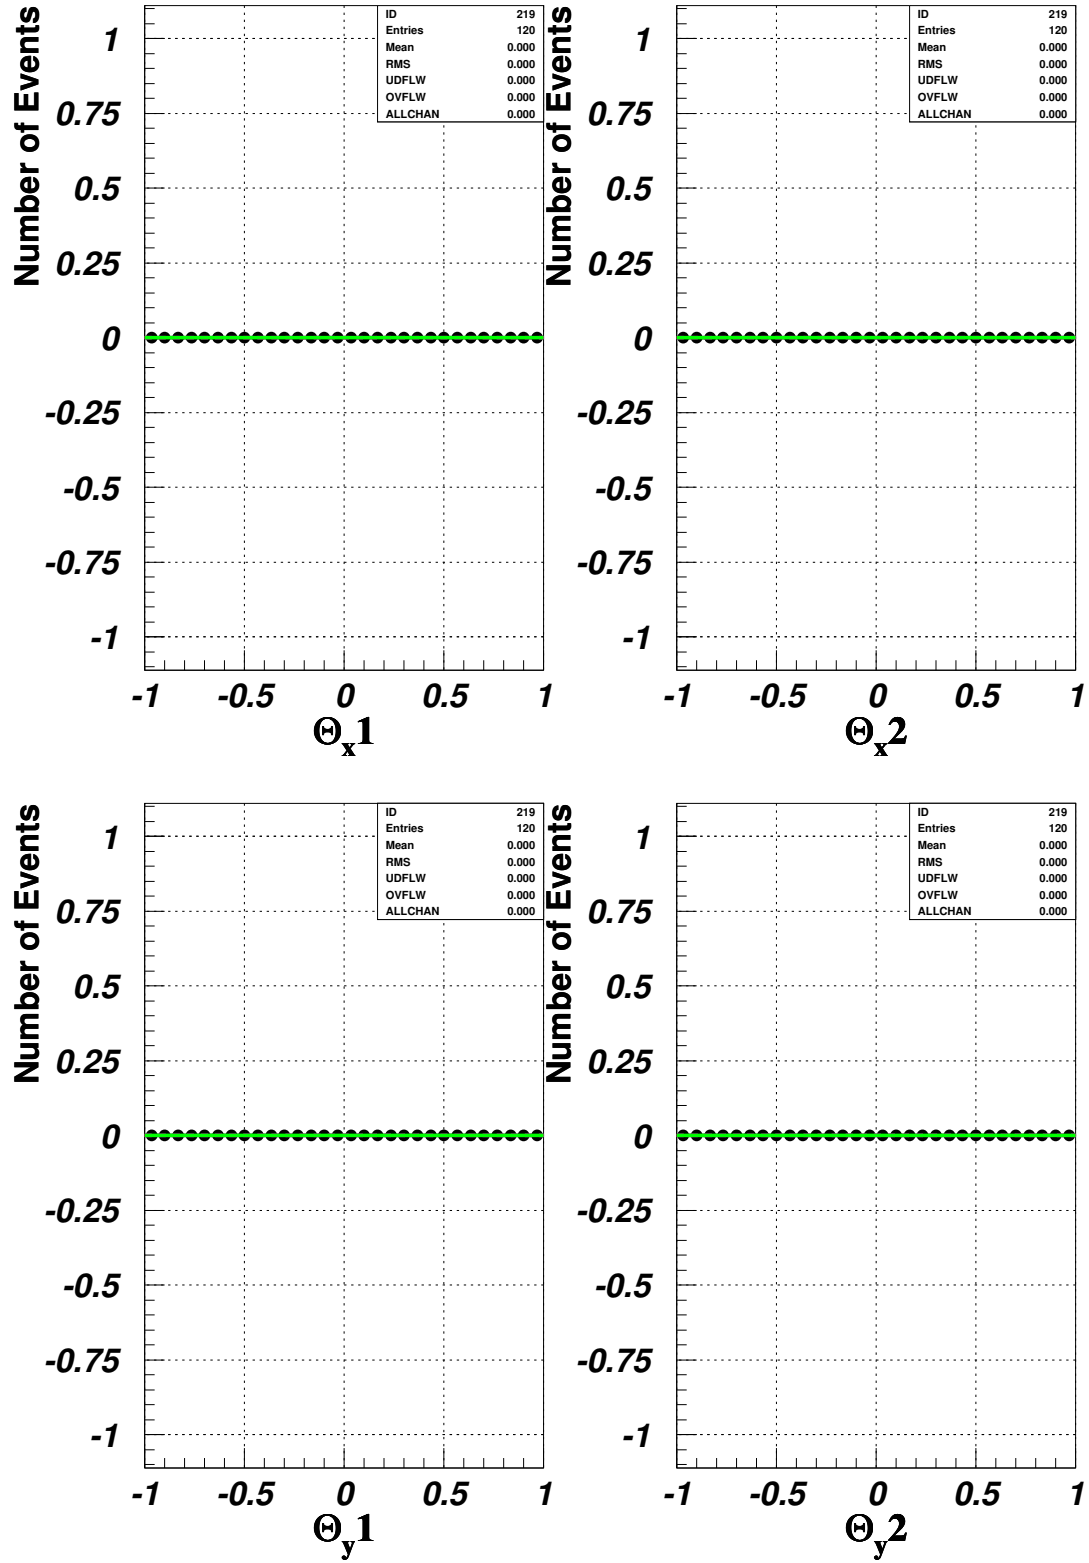 Number of Events
1
0.75
0.5
0.25
0
-0.25
-0.5
-0.75
-1
ID 219
Entries 120
Mean 0.000
RMS 0.000
UDFLW 0.000
OVFLW 0.000
ALLCHAN 0.000
-1 -0.5 0 0.5 1
Θx1
Number of Events
1
0.75
0.5
0.25
0
-0.25
-0.5
-0.75
-1
ID 219
Entries 120
Mean 0.000
RMS 0.000
UDFLW 0.000
OVFLW 0.000
ALLCHAN 0.000
-1 -0.5 0 0.5 1
Θx2
Number of Events
1
0.75
0.5
0.25
0
-0.25
-0.5
-0.75
-1
ID 219
Entries 120
Mean 0.000
RMS 0.000
UDFLW 0.000
OVFLW 0.000
ALLCHAN 0.000
-1 -0.5 0 0.5 1
Θy1
Number of Events
1
0.75
0.5
0.25
0
-0.25
-0.5
-0.75
-1
ID 219
Entries 120
Mean 0.000
RMS 0.000
UDFLW 0.000
OVFLW 0.000
ALLCHAN 0.000
-1 -0.5 0 0.5 1
Θy2